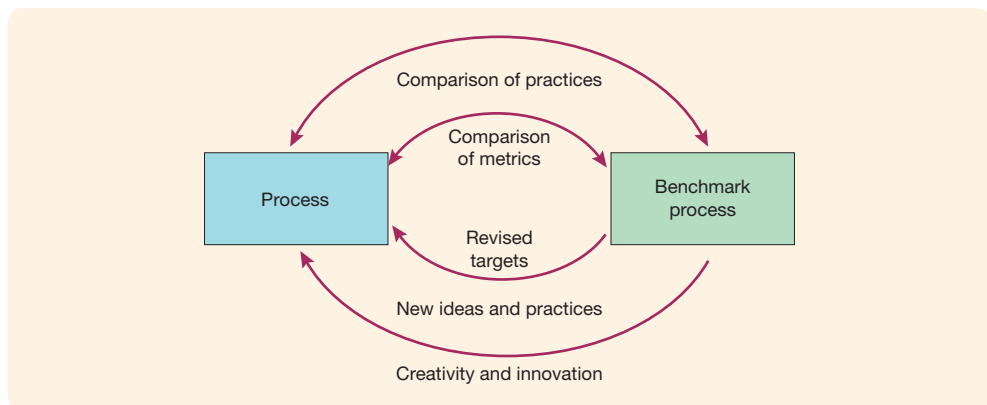 Comparison of practices
Comparison
of metrics
Process
Benchmark
process
Revised
targets
New ideas and practices
Creativity and innovation